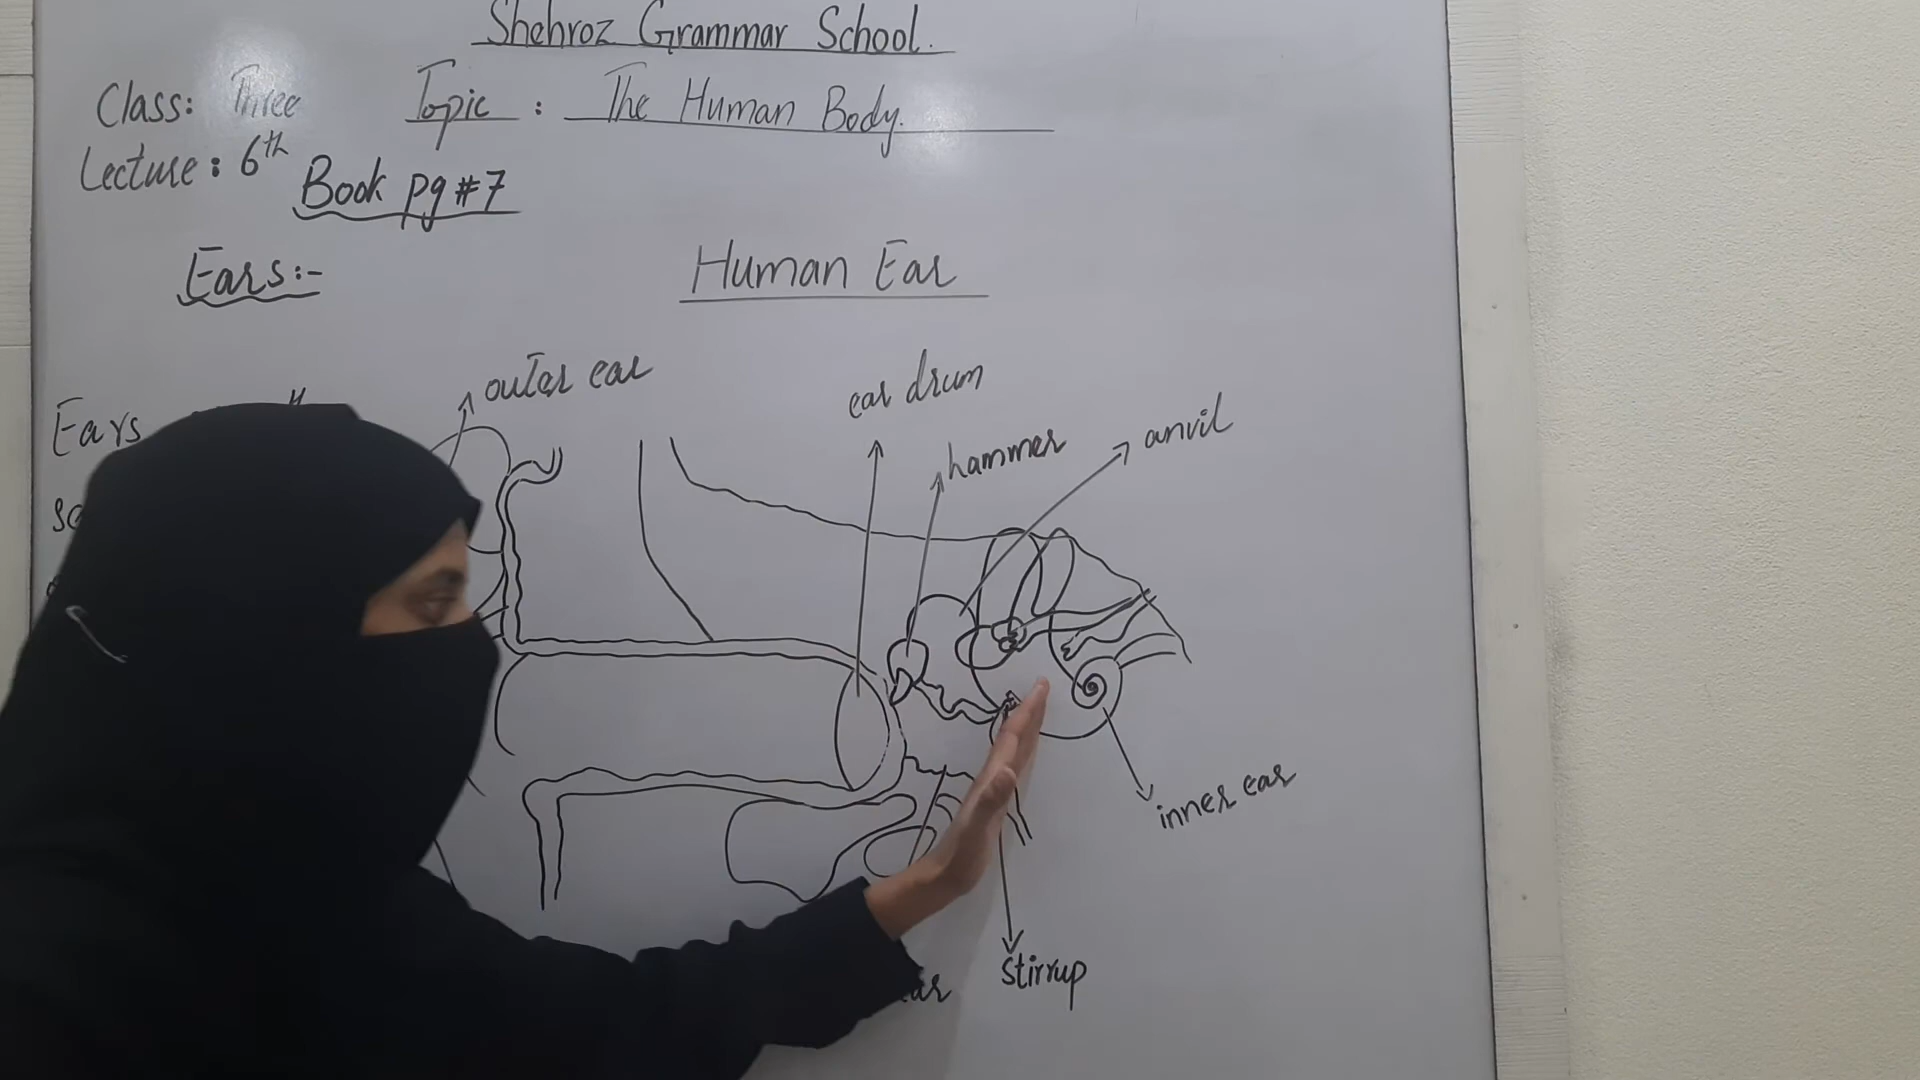 Shehroz Grammar School.
Class: Three Topic : The Human Body.
Lecture: 6th
Book pg #7
Ears:- Human Ear
outer ear
ear drum
hammer
anvil
Ears
inner ear
stirrup